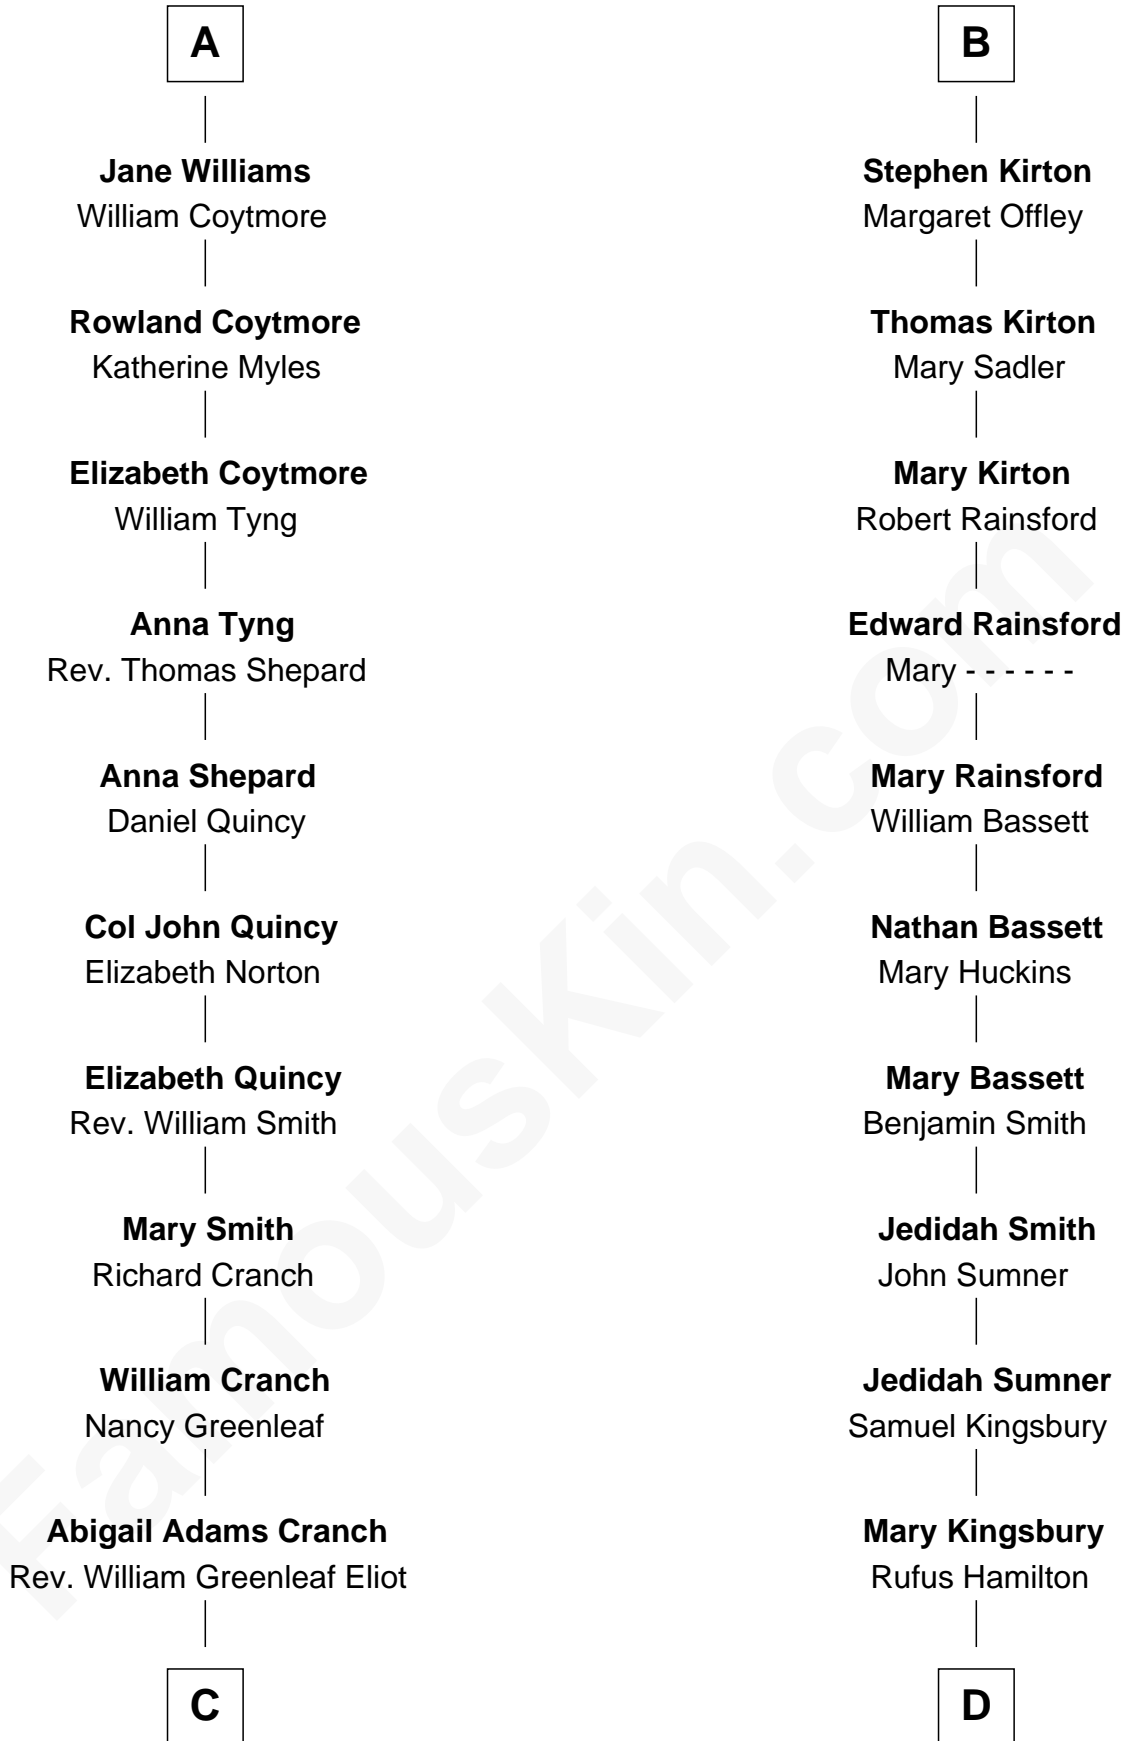 A
Jane Williams
William Coytmore
Rowland Coytmore
Katherine Myles
Elizabeth Coytmore
William Tyng
Anna Tyng
Rev. Thomas Shepard
Anna Shepard
Daniel Quincy
Col John Quincy
Elizabeth Norton
Elizabeth Quincy
Rev. William Smith
Mary Smith
Richard Cranch
William Cranch
Nancy Greenleaf
Abigail Adams Cranch
Rev. William Greenleaf Eliot
C
B
Stephen Kirton
Margaret Offley
Thomas Kirton
Mary Sadler
Mary Kirton
Robert Rainsford
Edward Rainsford
Mary - - - - - -
Mary Rainsford
William Bassett
Nathan Bassett
Mary Huckins
Mary Bassett
Benjamin Smith
Jedidah Smith
John Sumner
Jedidah Sumner
Samuel Kingsbury
Mary Kingsbury
Rufus Hamilton
D
FamousKin.com